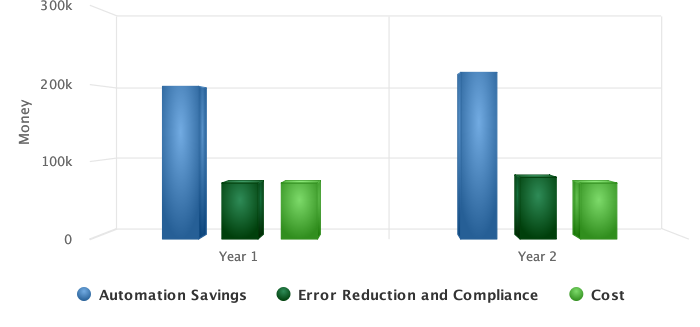 300k
200k
Money
100k
0
Year 1 Year 2
Automation Savings Error Reduction and Compliance Cost